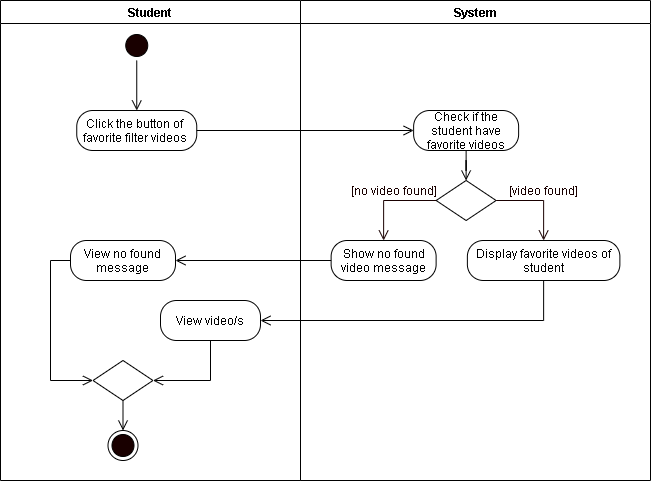 Student
System
Click the button of
favorite filter videos
Check if the
student have
favorite videos
[no video found]
[video found]
View no found
message
Show no found
video message
Display favorite videos of
student
View video/s